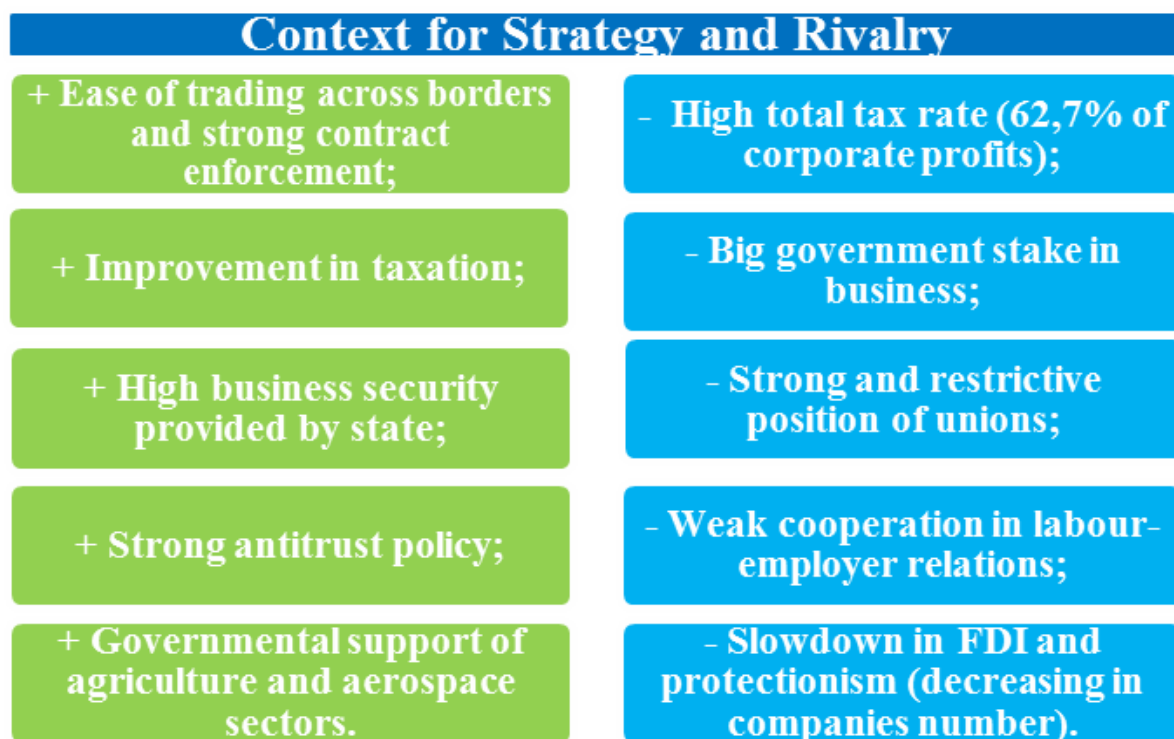 Context for Strategy and Rivalry
+ Ease of trading across borders
and strong contract
enforcement;
+ Improvement in taxation;
+ High business security
provided by state;
+ Strong antitrust policy;
+ Governmental support of
agriculture and aerospace
sectors.
- High total tax rate (62,7% of
corporate profits);
- Big government stake in
business;
- Strong and restrictive
position of unions;
- Weak cooperation in labour-
employer relations;
- Slowdown in FDI and
protectionism (decreasing in
companies number).